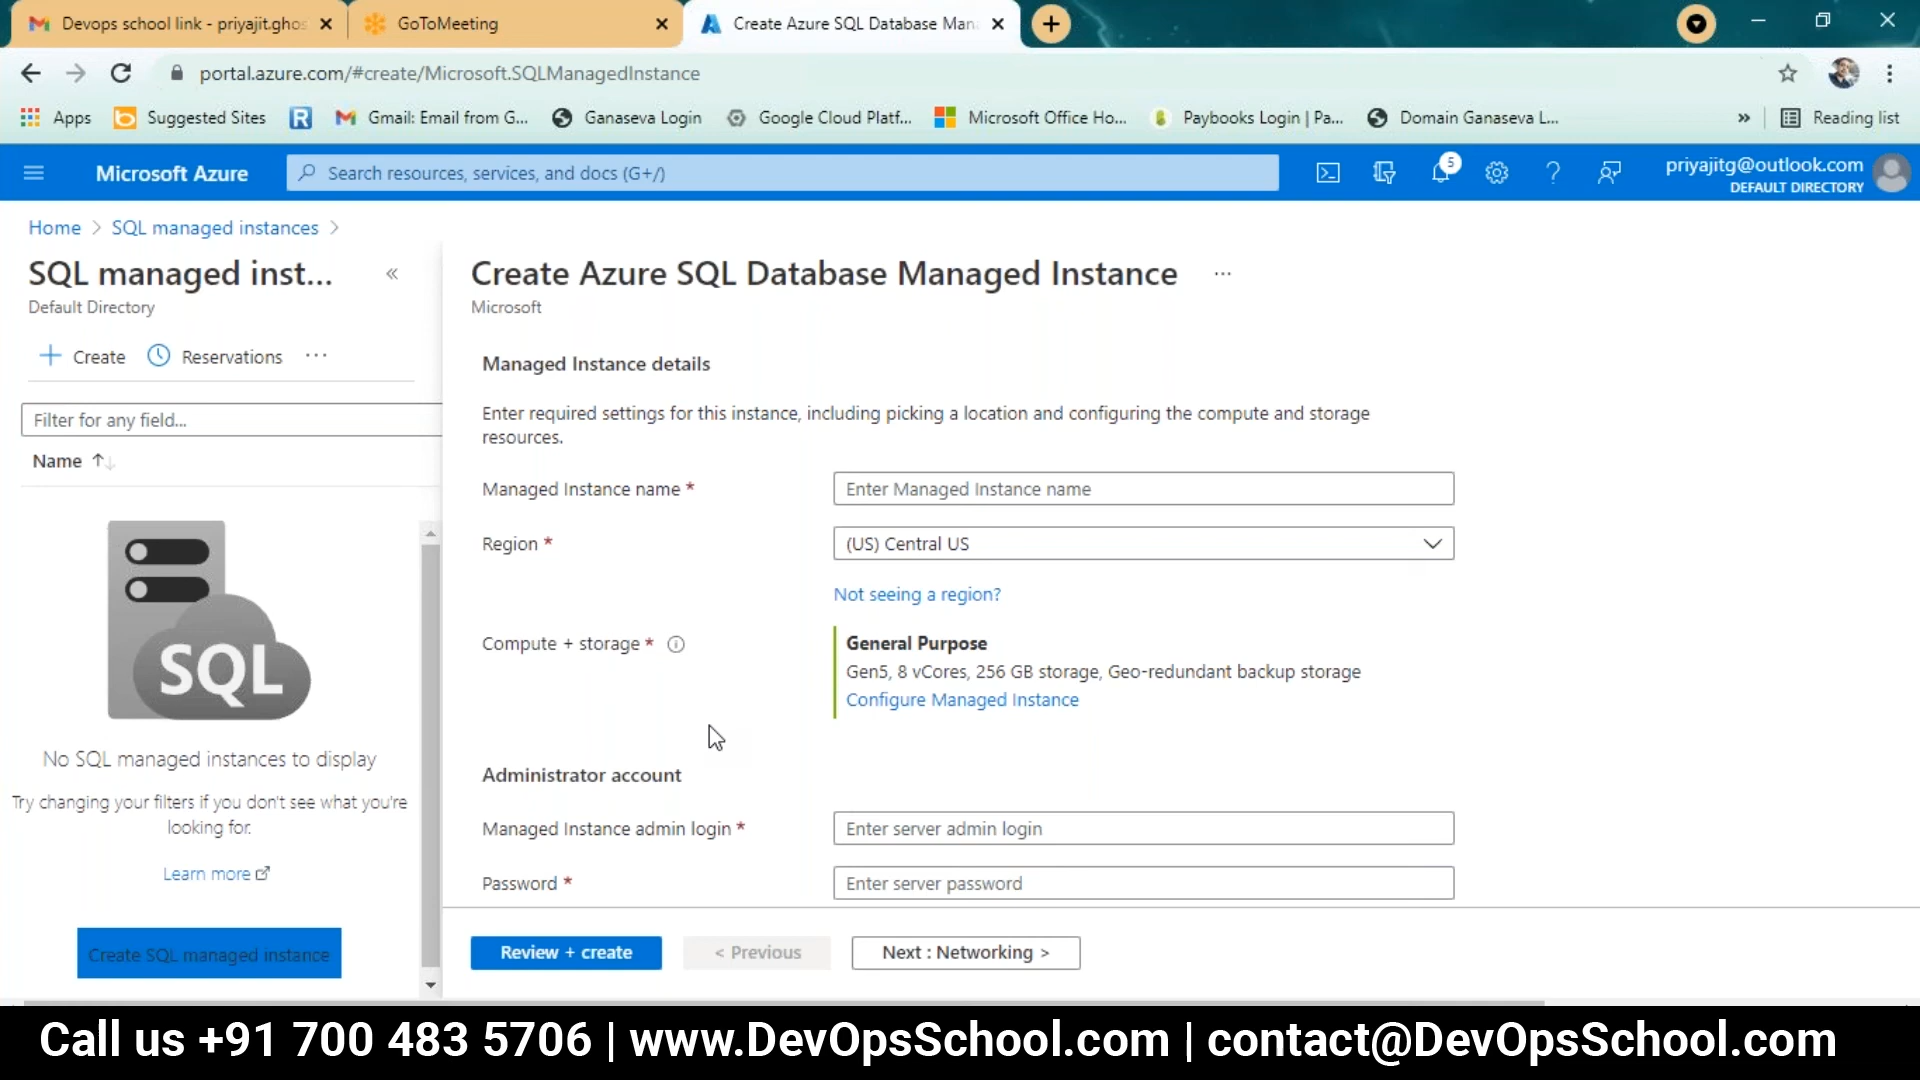 Devops school link - priyajit.ghos
GoToMeeting
Create Azure SQL Database Man
portal.azure.com/#create/Microsoft.SQLManagedInstance
Apps
Suggested Sites
R
Gmail: Email from G...
Ganaseva Login
Google Cloud Platf...
Microsoft Office Ho...
Paybooks Login | Pa...
Domain Ganaseva L...
»
Reading list
Microsoft Azure
Search resources, services, and docs (G+/)
5
priyajitg@outlook.com
DEFAULT DIRECTORY
Home > SQL managed instances >
SQL managed inst...
«
Default Directory
+ Create
Reservations
...
Filter for any field...
Name ↑↓
SQL
No SQL managed instances to display
Try changing your filters if you don't see what you're
looking for.
Learn more
Create SQL managed instance
Create Azure SQL Database Managed Instance
...
Microsoft
Managed Instance details
Enter required settings for this instance, including picking a location and configuring the compute and storage
resources.
Managed Instance name *
Enter Managed Instance name
Region *
(US) Central US
Not seeing a region?
Compute + storage *
General Purpose
Gen5, 8 vCores, 256 GB storage, Geo-redundant backup storage
Configure Managed Instance
Administrator account
Managed Instance admin login *
Enter server admin login
Password *
Enter server password
Review + create
< Previous
Next : Networking >
Call us +91 700 483 5706 | www.DevOpsSchool.com | contact@DevOpsSchool.com